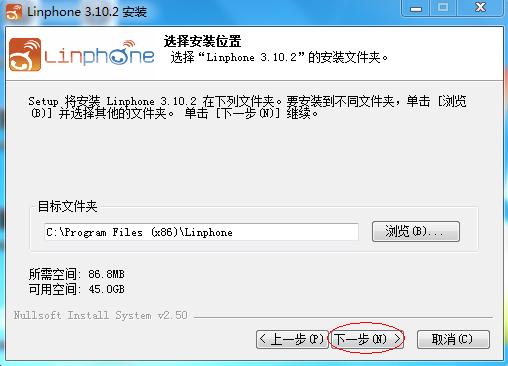 Linphone 3.10.2 安装
Linphone
选择安装位置
选择“Linphone 3.10.2”的安装文件夹。
Setup 将安装 Linphone 3.10.2 在下列文件夹。要安装到不同文件夹，单击 [浏览
(B)] 并选择其他的文件夹。 单击 [下一步(N)] 继续。
目标文件夹
C:\Program Files (x86)\Linphone
浏览(B)...
所需空间: 86.8MB
可用空间: 45.0GB
Nullsoft Install System v2.50
< 上一步(P) 下一步(N) > 取消(C)